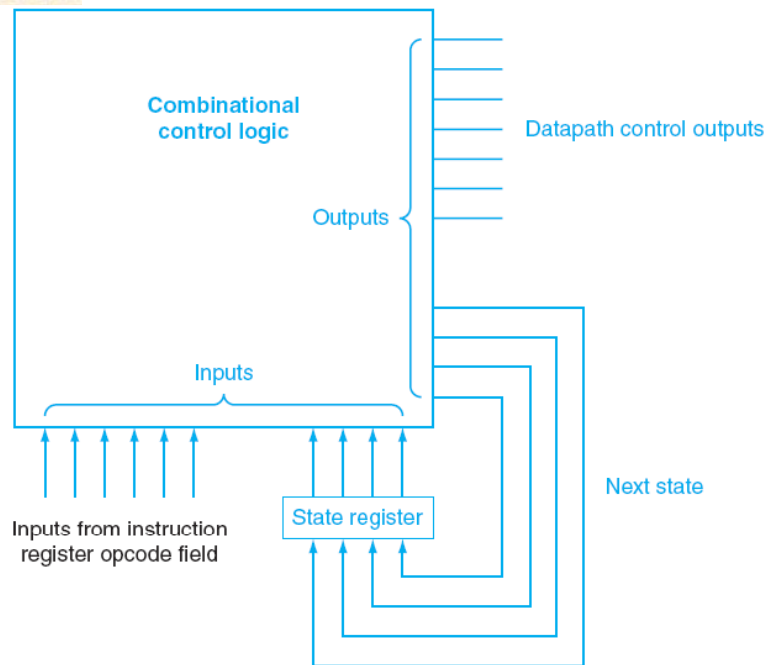 Combinational
control logic
Datapath control outputs
Outputs
Inputs
Next state
State register
Inputs from instruction
register opcode field